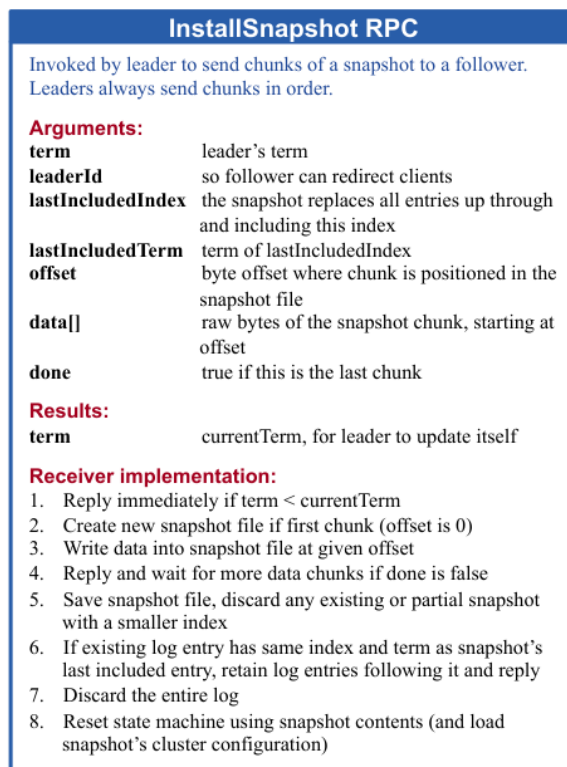 InstallSnapshot RPC
Invoked by leader to send chunks of a snapshot to a follower.
Leaders always send chunks in order.
Arguments:
term leader’s term
leaderId so follower can redirect clients
lastIncludedIndex the snapshot replaces all entries up through
and including this index
lastIncludedTerm term of lastIncludedIndex
offset byte offset where chunk is positioned in the
snapshot file
data[] raw bytes of the snapshot chunk, starting at
offset
done true if this is the last chunk
Results:
term currentTerm, for leader to update itself
Receiver implementation:
1. Reply immediately if term < currentTerm
2. Create new snapshot file if first chunk (offset is 0)
3. Write data into snapshot file at given offset
4. Reply and wait for more data chunks if done is false
5. Save snapshot file, discard any existing or partial snapshot
with a smaller index
6. If existing log entry has same index and term as snapshot’s
last included entry, retain log entries following it and reply
7. Discard the entire log
8. Reset state machine using snapshot contents (and load
snapshot’s cluster configuration)